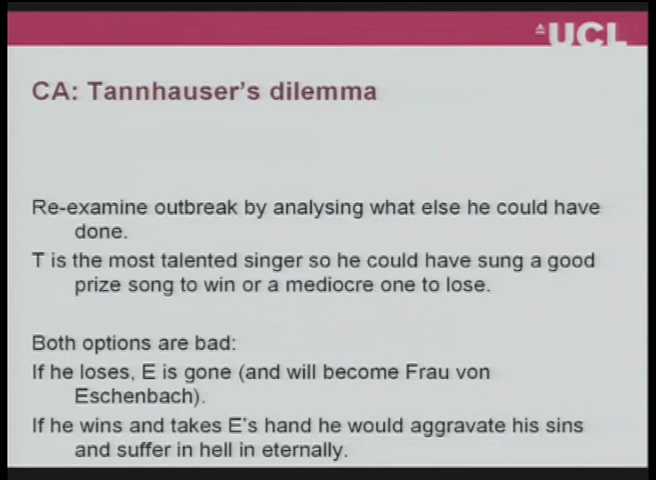 UCL
CA: Tannhauser's dilemma
Re-examine outbreak by analysing what else he could have
done.
T is the most talented singer so he could have sung a good
prize song to win or a mediocre one to lose.
Both options are bad:
If he loses, E is gone (and will become Frau von
Eschenbach).
If he wins and takes E's hand he would aggravate his sins
and suffer in hell in eternally.